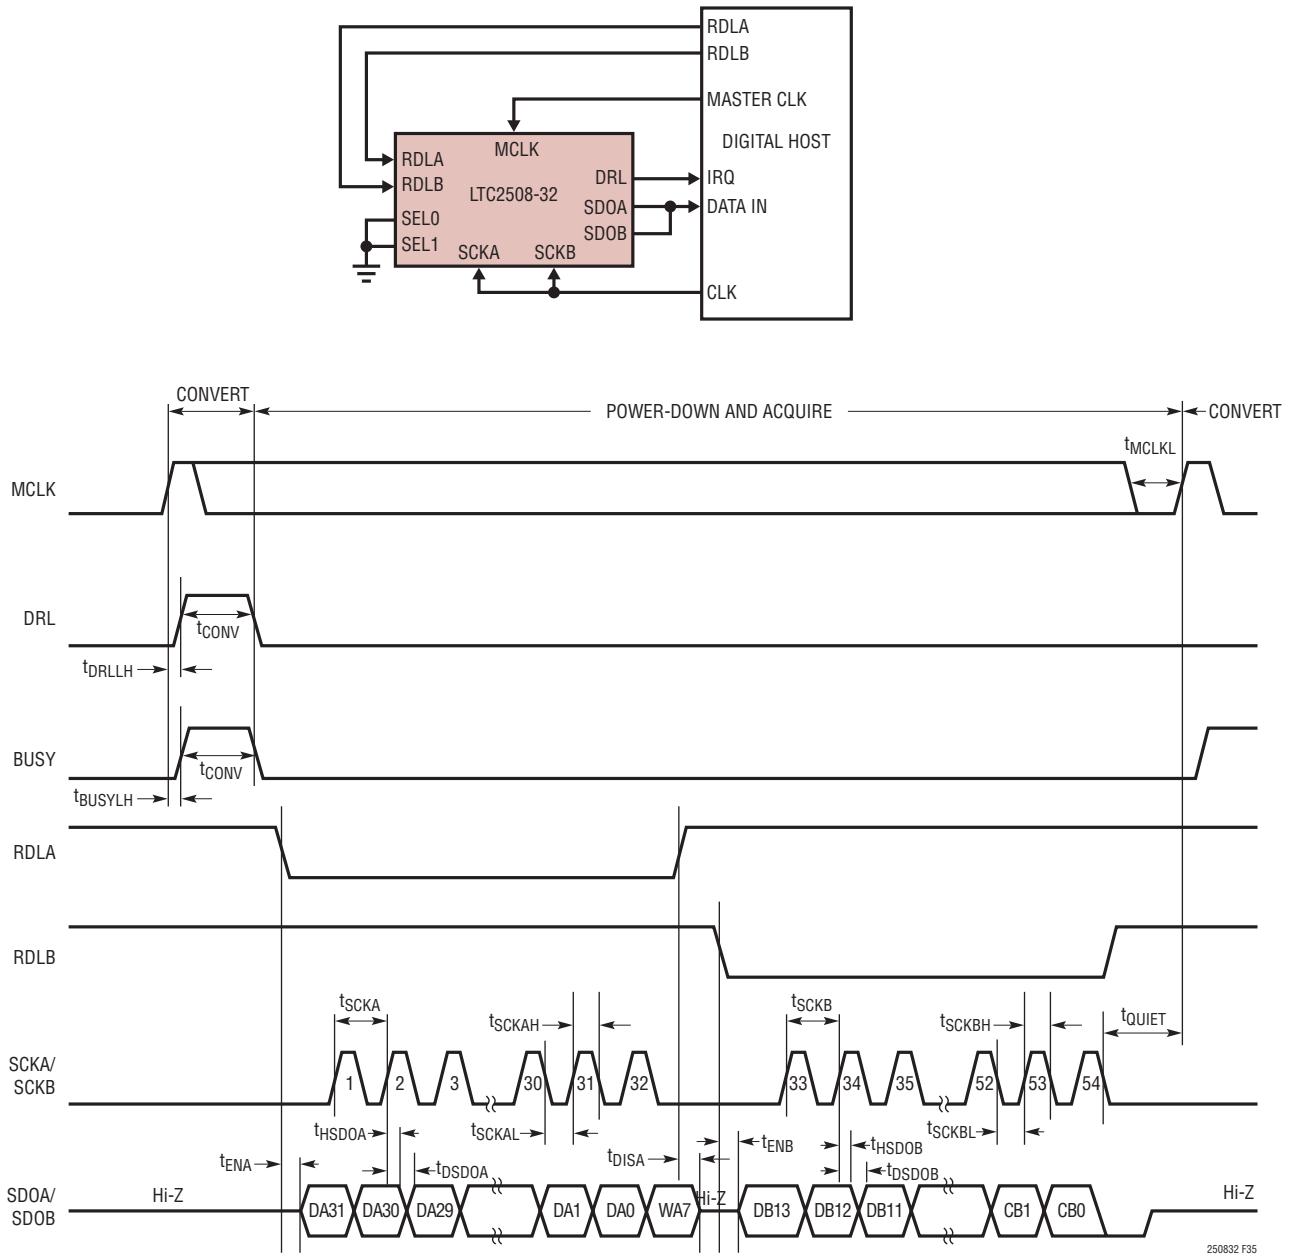 RDLA
RDLB
MASTER CLK
DIGITAL HOST
MCLK
RDLA
RDLB
LTC2508-32
DRL
IRQ
SDOA
DATA IN
SDOB
SEL0
SEL1
SCKA
SCKB
CLK
CONVERT
POWER-DOWN AND ACQUIRE
CONVERT
tMCLKL
MCLK
DRL
tCONV
tDRLLH
BUSY
tCONV
tBUSYLH
RDLA
RDLB
tSCKA
tSCKAH
tSCKB
tSCKBH
tQUIET
SCKA/
SCKB
1
2
3
30
31
32
33
34
35
52
53
54
tHSDOA
tSCKAL
tSCKBL
tHSDOB
tENA
tDSDOA
tDISA
tENB
tDSDOB
SDOA/
SDOB
Hi-Z
DA31
DA30
DA29
DA1
DA0
WA7
Hi-Z
DB13
DB12
DB11
CB1
CB0
Hi-Z
250832 F35